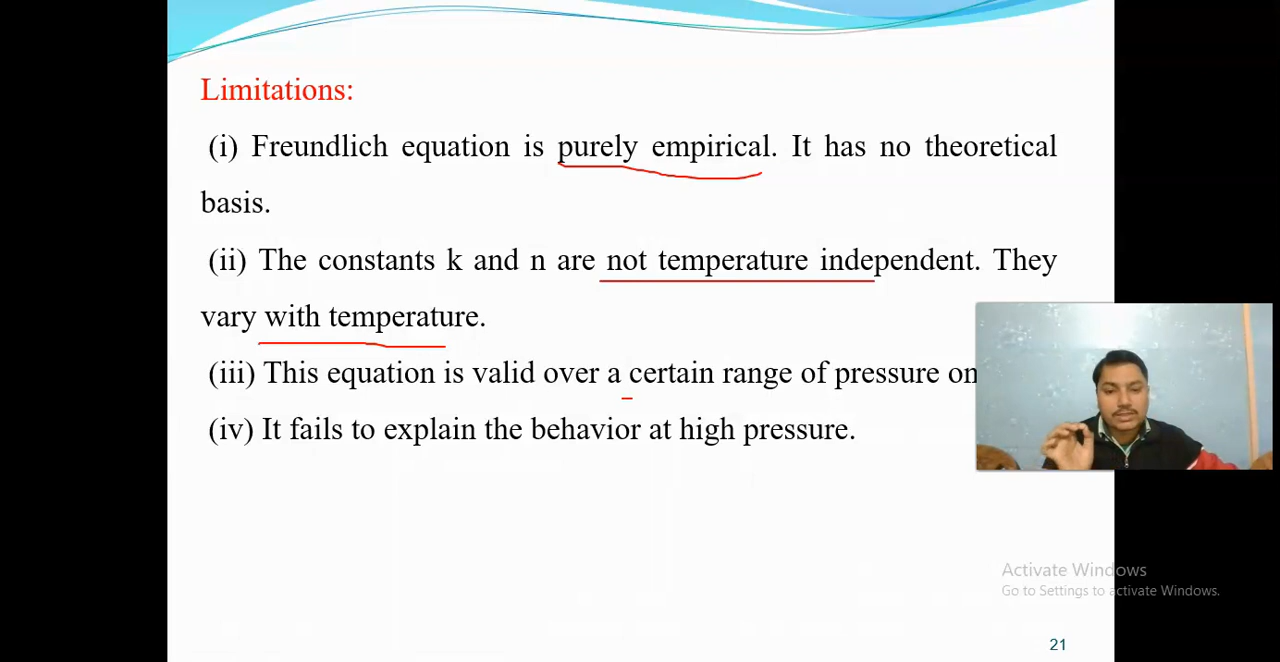 Limitations:
(i) Freundlich equation is purely empirical. It has no theoretical
basis.
(ii) The constants k and n are not temperature independent. They
vary with temperature.
(iii) This equation is valid over a certain range of pressure on
(iv) It fails to explain the behavior at high pressure.
Activate Windows
Go to Settings to activate Windows.
21